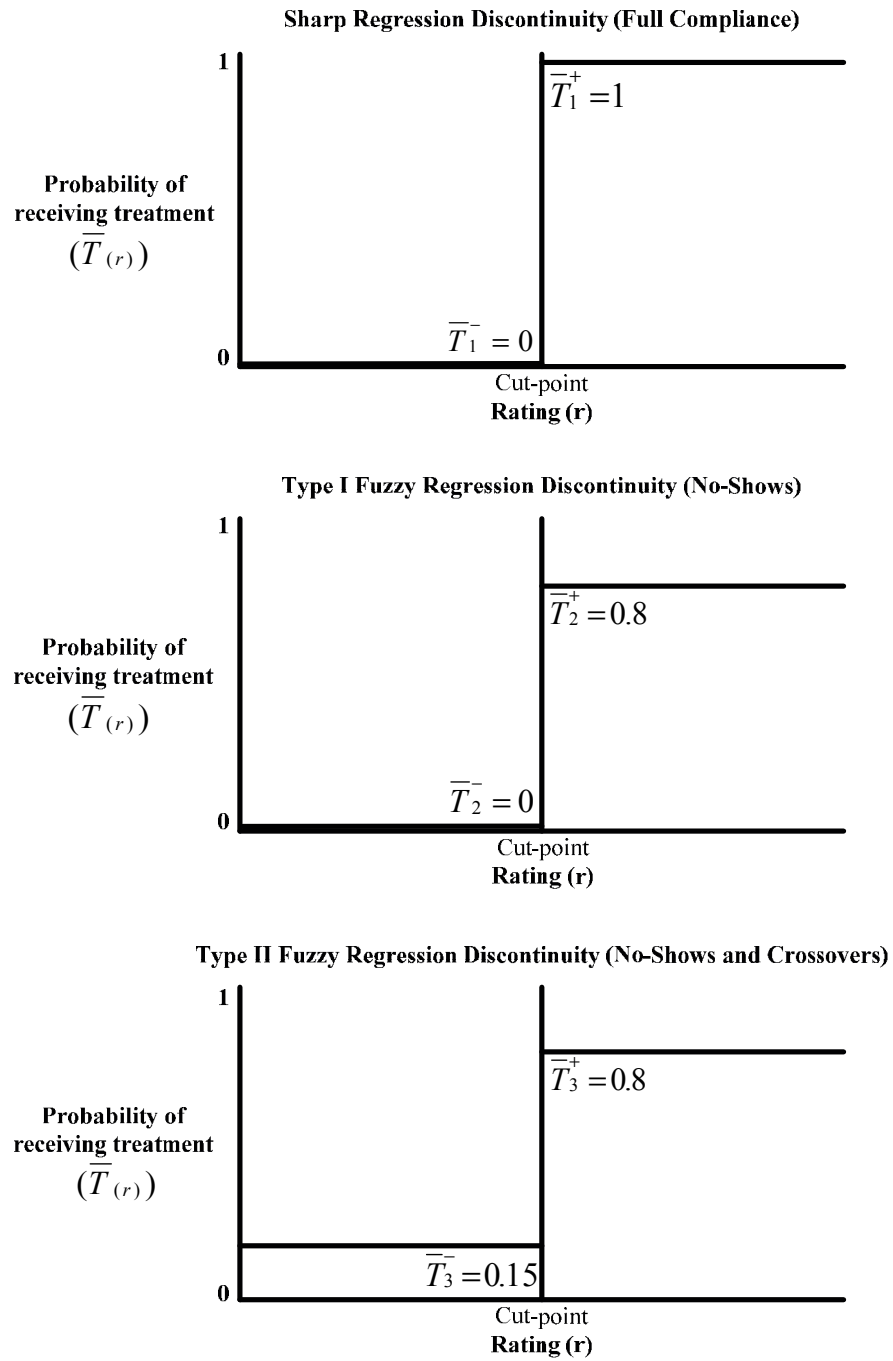 Sharp Regression Discontinuity (Full Compliance)
1
T̅₁⁺ = 1
Probability of
receiving treatment
(T̅ (r))
T̅₁⁻ = 0
0
Cut-point
Rating (r)
Type I Fuzzy Regression Discontinuity (No-Shows)
1
T̅₂⁺ = 0.8
Probability of
receiving treatment
(T̅ (r))
T̅₂⁻ = 0
0
Cut-point
Rating (r)
Type II Fuzzy Regression Discontinuity (No-Shows and Crossovers)
1
T̅₃⁺ = 0.8
Probability of
receiving treatment
(T̅ (r))
T̅₃⁻ = 0.15
0
Cut-point
Rating (r)